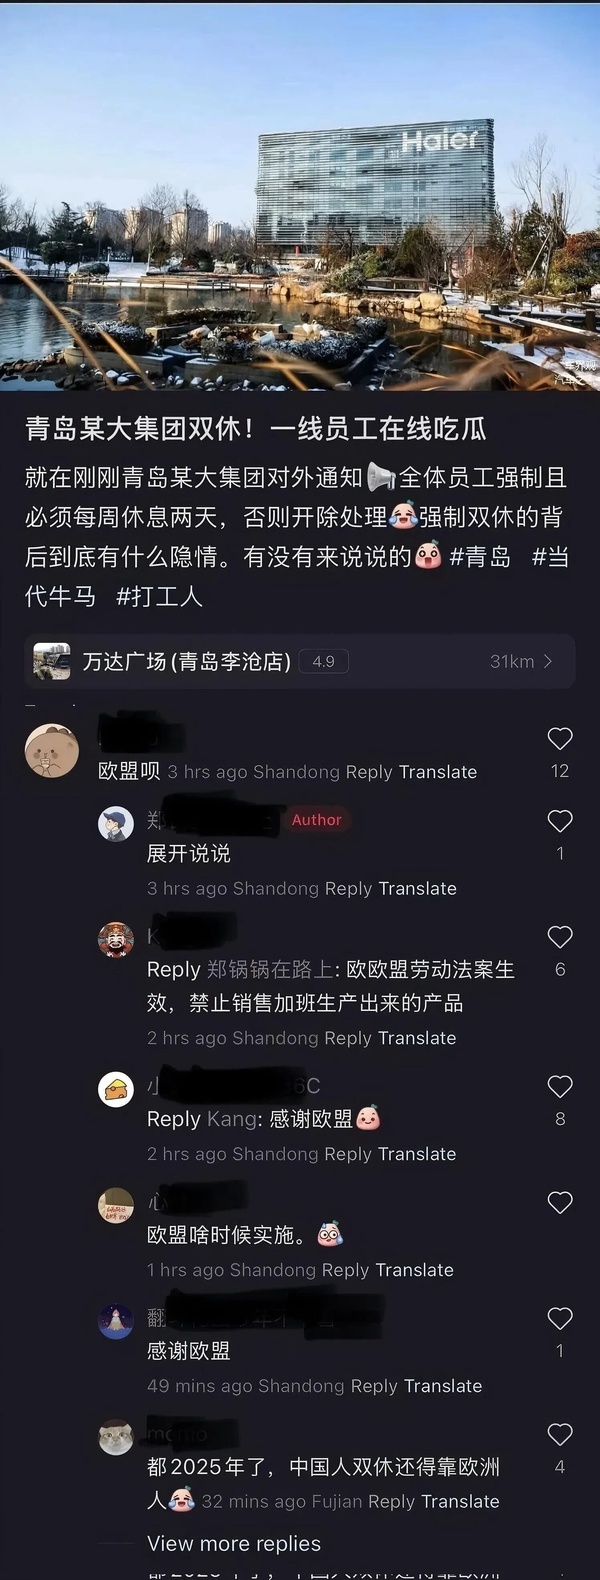 Haier
青岛某大集团双休！一线员工在线吃瓜
就在刚刚青岛某大集团对外通知📢全体员工强制且
必须每周休息两天，否则开除处理😂强制双休的背
后到底有什么隐情。有没有来说说的 #青岛 #当
代牛马 #打工人
万达广场(青岛李沧店) 4.9 31km >
欧盟呗 3 hrs ago Shandong Reply Translate 12
郑 Author
展开说说 1
3 hrs ago Shandong Reply Translate
K
Reply 郑锅锅在路上: 欧欧盟劳动法案生 6
效，禁止销售加班生产出来的产品
2 hrs ago Shandong Reply Translate
小 6C
Reply Kang: 感谢欧盟 8
2 hrs ago Shandong Reply Translate
心
欧盟啥时候实施。
1 hrs ago Shandong Reply Translate
翻
感谢欧盟 1
49 mins ago Shandong Reply Translate
都2025年了，中国人双休还得靠欧洲 4
人😂 32 mins ago Fujian Reply Translate
View more replies